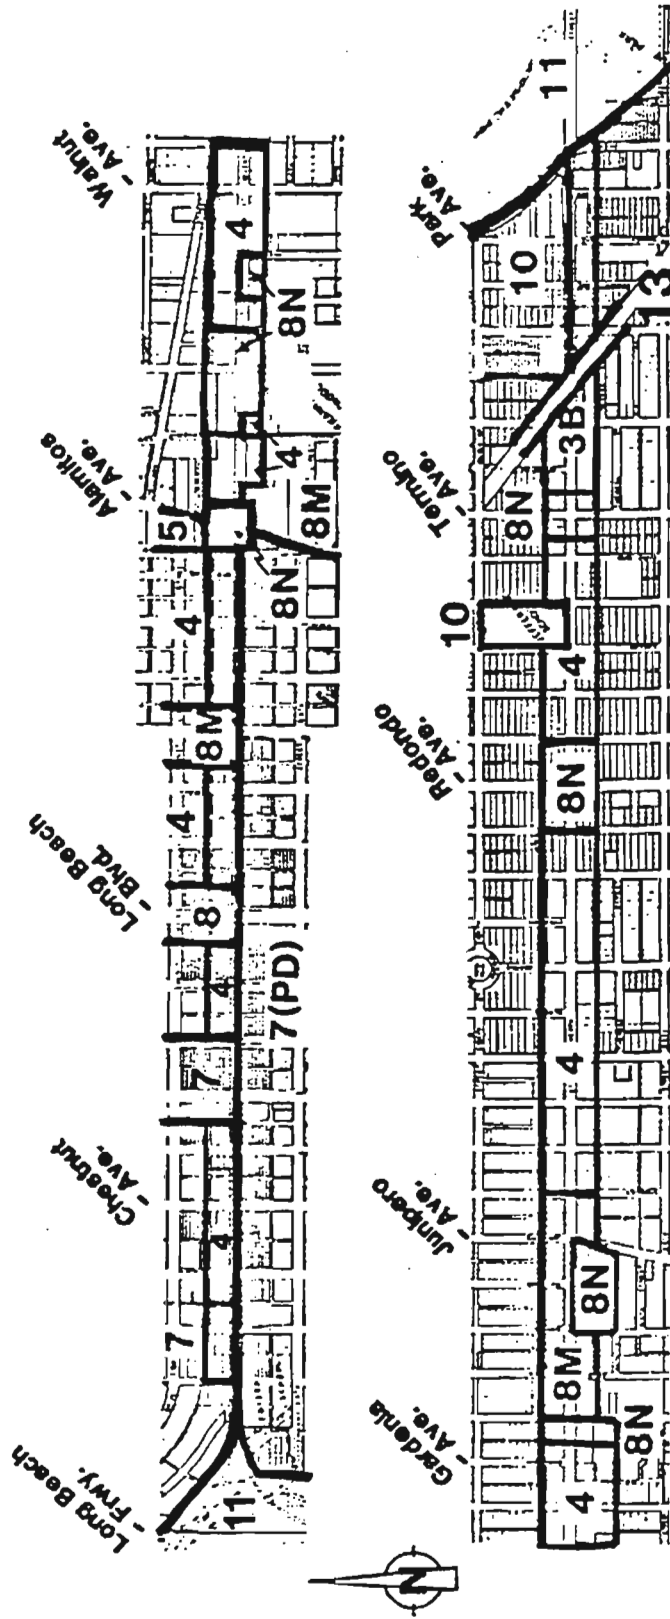 Long Beach
- Frwy.
Chestnut
- Ave.
Long Beach
- Blvd.
Alamitos
- Ave.
Walnut
- Ave.
11
7
4
7
4
8
4
8M
4
5
7(PD)
8N
8M
4
8N
4
Gardenia
- Ave.
Junipero
- Ave.
Redondo
- Ave.
Termino
- Ave.
Park
- Ave.
4
8M
8N
8N
4
8N
4
10
8N
3B
13
10
11
N